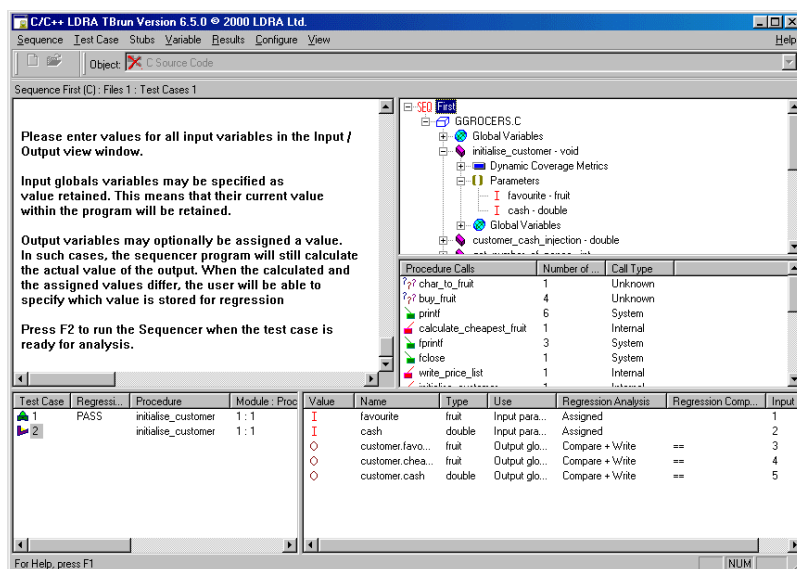 C/C++ LDRA TBrun Version 6.5.0 © 2000 LDRA Ltd.
Sequence Test Case Stubs Variable Results Configure View Help
Object: C Source Code
Sequence First (C) : Files 1 : Test Cases 1
Please enter values for all input variables in the Input /
Output view window.
Input globals variables may be specified as
value retained. This means that their current value
within the program will be retained.
Output variables may optionally be assigned a value.
In such cases, the sequencer program will still calculate
the actual value of the output. When the calculated and
the assigned values differ, the user will be able to
specify which value is stored for regression
Press F2 to run the Sequencer when the test case is
ready for analysis.
SEQ First
GGROCERS.C
Global Variables
initialise_customer - void
Dynamic Coverage Metrics
Parameters
I favourite - fruit
I cash - double
Global Variables
customer_cash_injection - double
Procedure Calls Number of ... Call Type
??? char_to_fruit 1 Unknown
??? buy_fruit 4 Unknown
printf 6 System
calculate_cheapest_fruit 1 Internal
fprintf 3 System
fclose 1 System
write_price_list 1 Internal
initialise_customer 1 Internal
Test Case Regressi... Procedure Module : Proc
1 PASS initialise_customer 1 : 1
2 initialise_customer 1 : 1
Value Name Type Use Regression Analysis Regression Comp... Input
I favourite fruit Input para... Assigned 1
I cash double Input para... Assigned 2
O customer.favo... fruit Output glo... Compare + Write == 3
O customer.chea... fruit Output glo... Compare + Write == 4
O customer.cash double Output glo... Compare + Write == 5
For Help, press F1 NUM